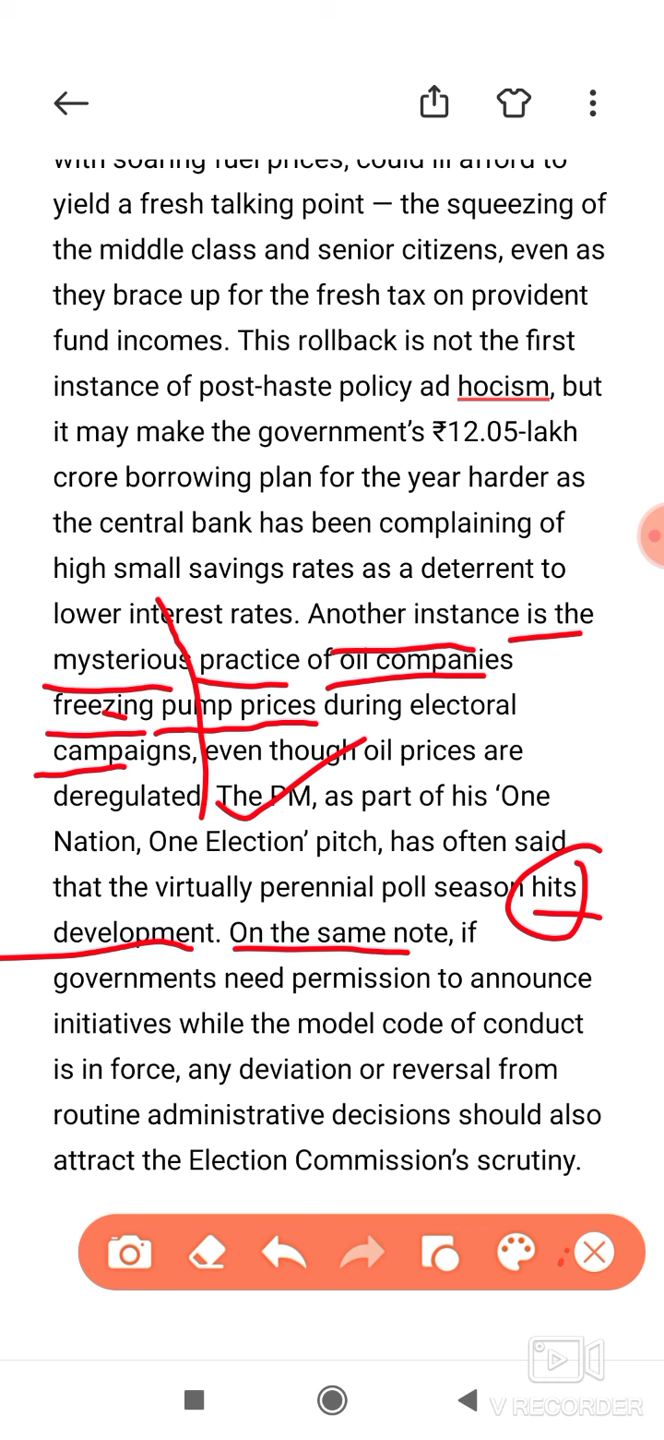 with soaring fuel prices, could ill afford to
yield a fresh talking point — the squeezing of
the middle class and senior citizens, even as
they brace up for the fresh tax on provident
fund incomes. This rollback is not the first
instance of post-haste policy ad hocism, but
it may make the government's ₹12.05-lakh
crore borrowing plan for the year harder as
the central bank has been complaining of
high small savings rates as a deterrent to
lower interest rates. Another instance is the
mysterious practice of oil companies
freezing pump prices during electoral
campaigns, even though oil prices are
deregulated. The PM, as part of his ‘One
Nation, One Election’ pitch, has often said
that the virtually perennial poll season hits
development. On the same note, if
governments need permission to announce
initiatives while the model code of conduct
is in force, any deviation or reversal from
routine administrative decisions should also
attract the Election Commission's scrutiny.
V RECORDER